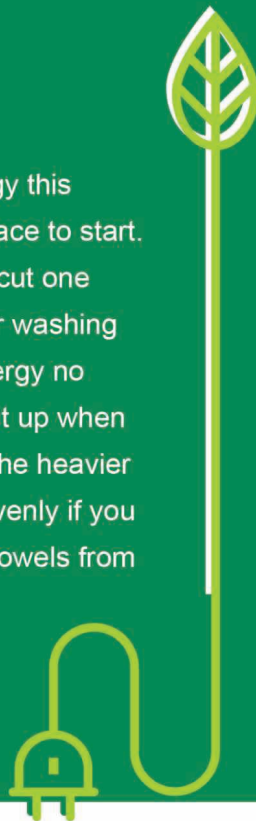 gy this
ace to start.
cut one
r washing
ergy no
t up when
he heavier
venly if you
owels from